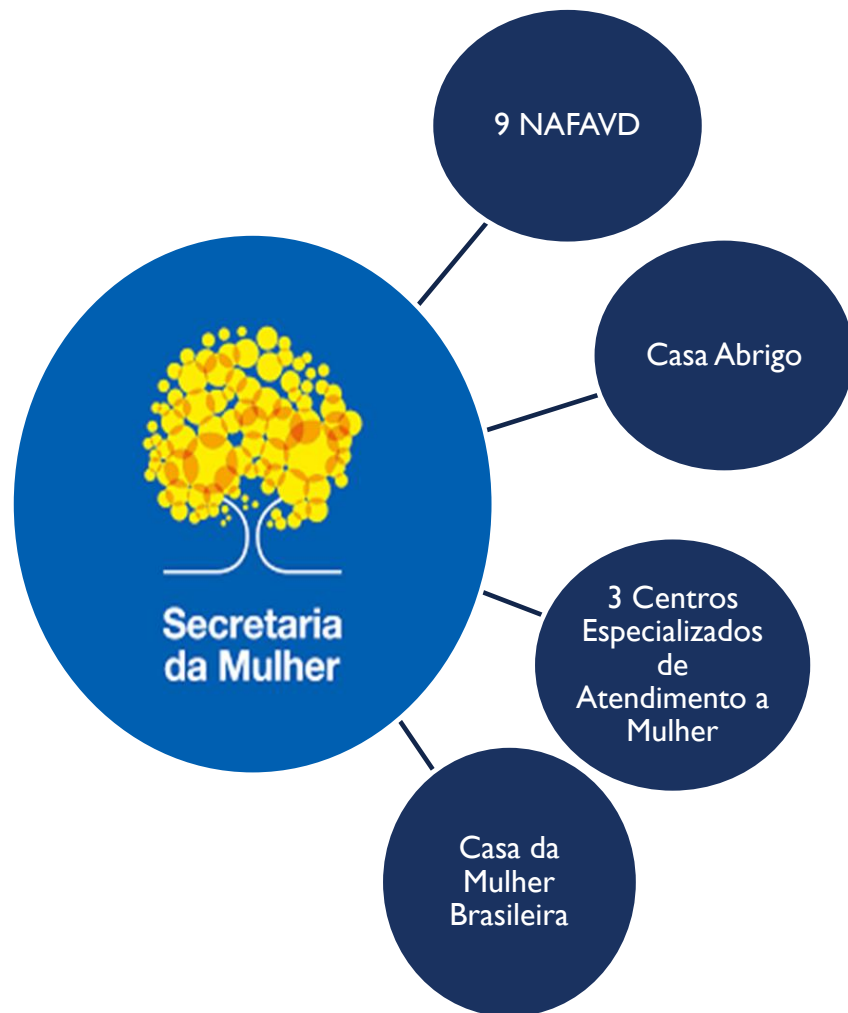 9 NAFAVD
Casa Abrigo
Secretaria
da Mulher
3 Centros
Especializados
de
Atendimento a
Mulher
Casa da
Mulher
Brasileira